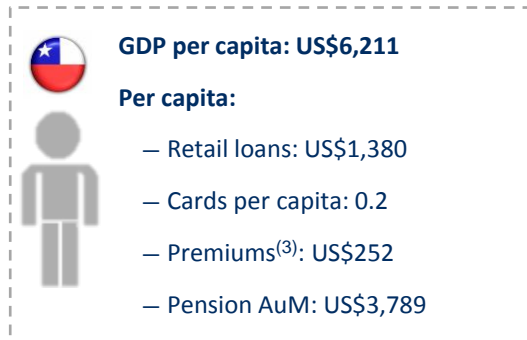 GDP per capita: US$6,211
Per capita:
— Retail loans: US$1,380
— Cards per capita: 0.2
— Premiums(3): US$252
— Pension AuM: US$3,789